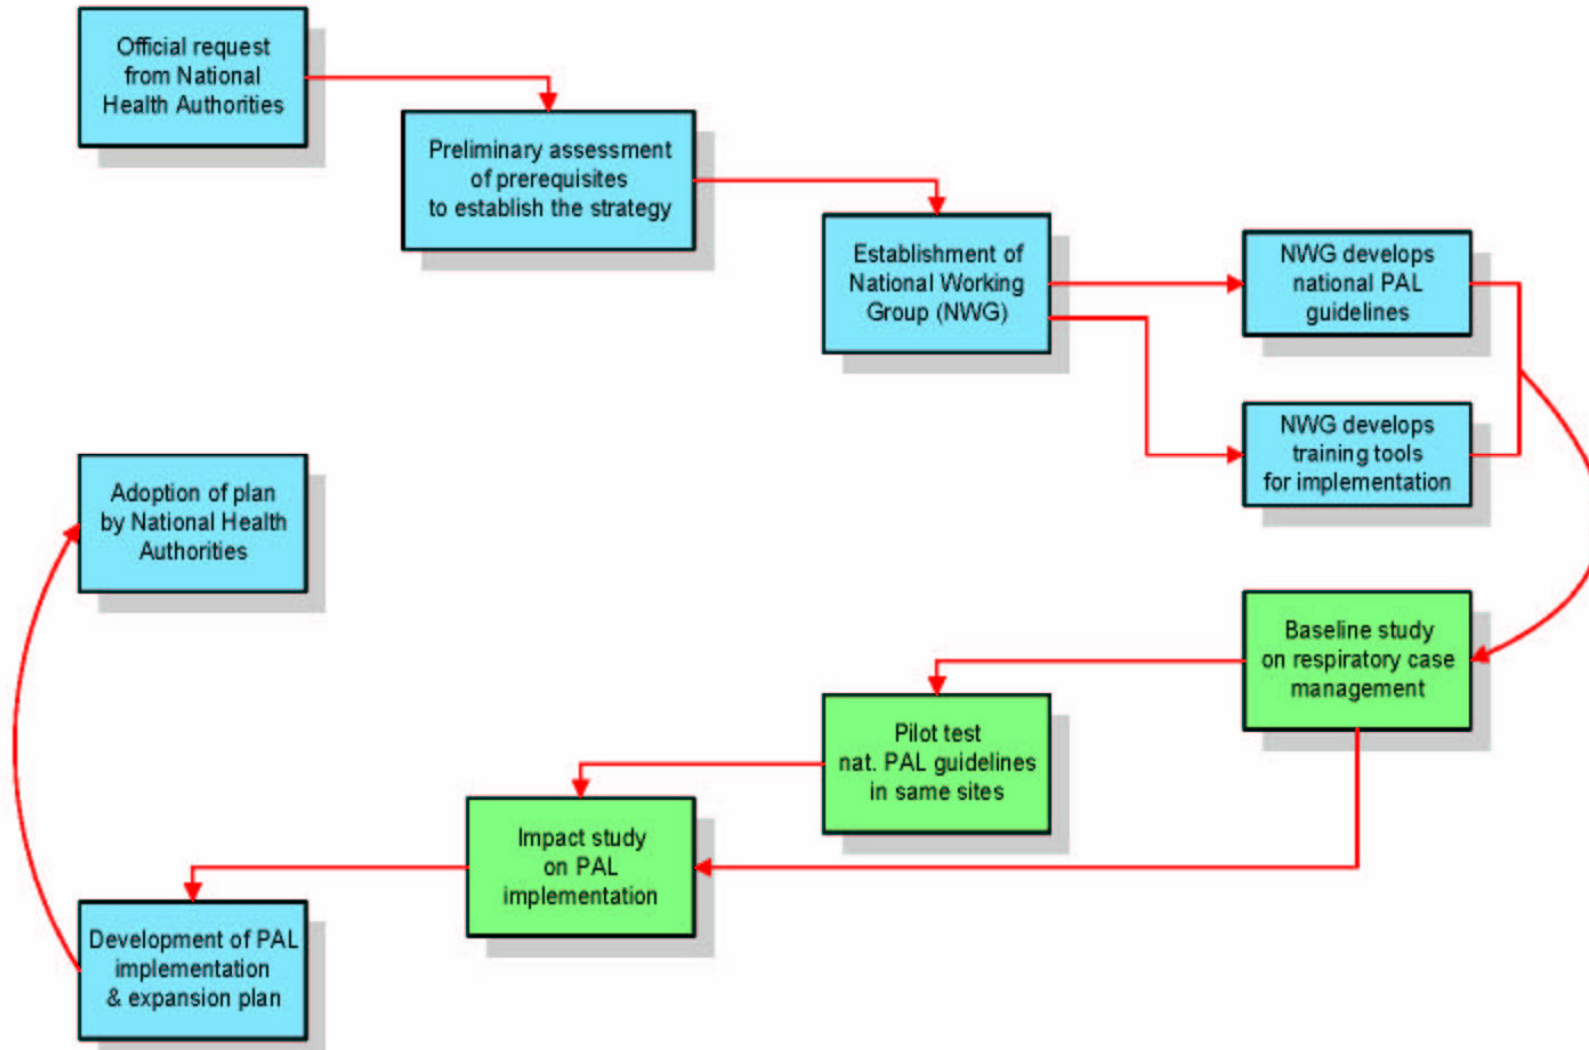 Official request
from National
Health Authorities
Preliminary assessment
of prerequisites
to establish the strategy
Establishment of
National Working
Group (NWG)
NWG develops
national PAL
guidelines
NWG develops
training tools
for implementation
Baseline study
on respiratory case
management
Pilot test
nat. PAL guidelines
in same sites
Impact study
on PAL
implementation
Development of PAL
implementation
& expansion plan
Adoption of plan
by National Health
Authorities